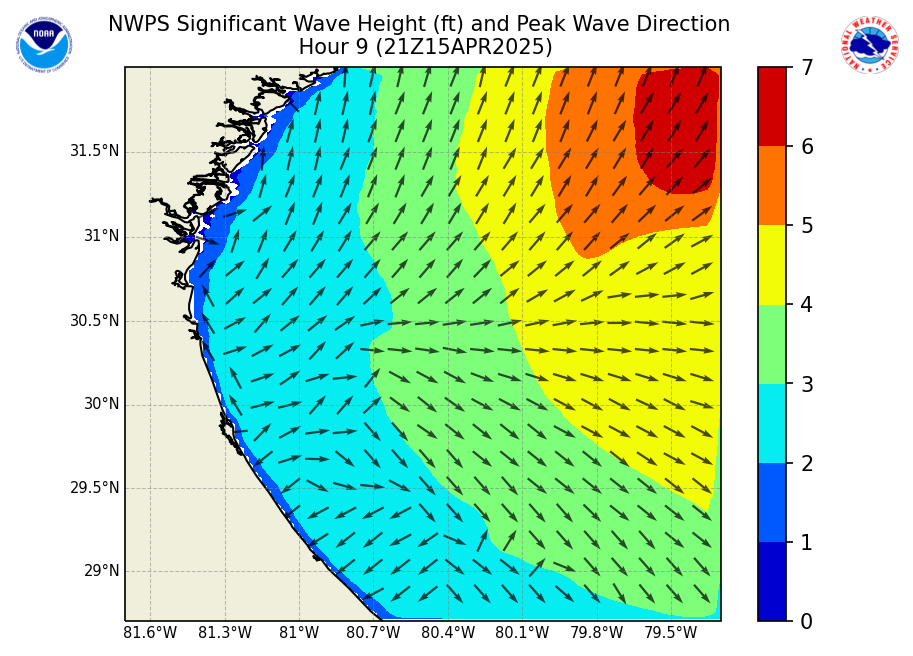 NWPS Significant Wave Height (ft) and Peak Wave Direction
Hour 9 (21Z15APR2025)
NOAA
31.5°N
31°N
30.5°N
30°N
29.5°N
29°N
81.6°W 81.3°W 81°W 80.7°W 80.4°W 80.1°W 79.8°W 79.5°W
7
6
5
4
3
2
1
0